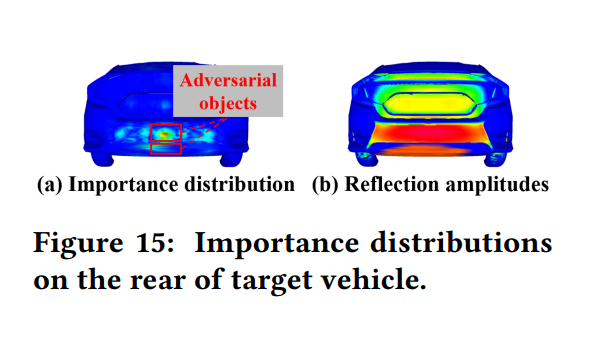 Adversarial
objects
(a) Importance distribution (b) Reflection amplitudes
Figure 15: Importance distributions
on the rear of target vehicle.